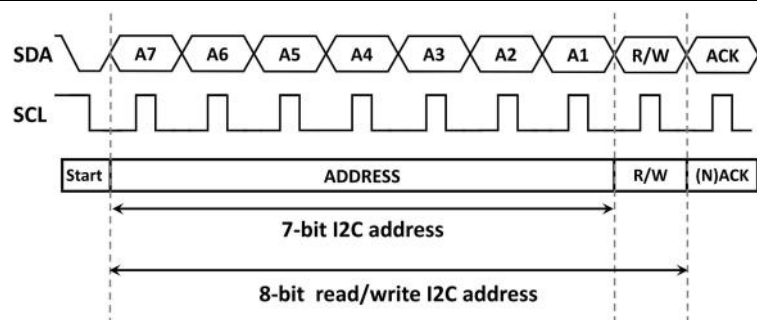 SDA A7 A6 A5 A4 A3 A2 A1 R/W ACK
SCL
Start ADDRESS R/W (N)ACK
7-bit I2C address
8-bit read/write I2C address